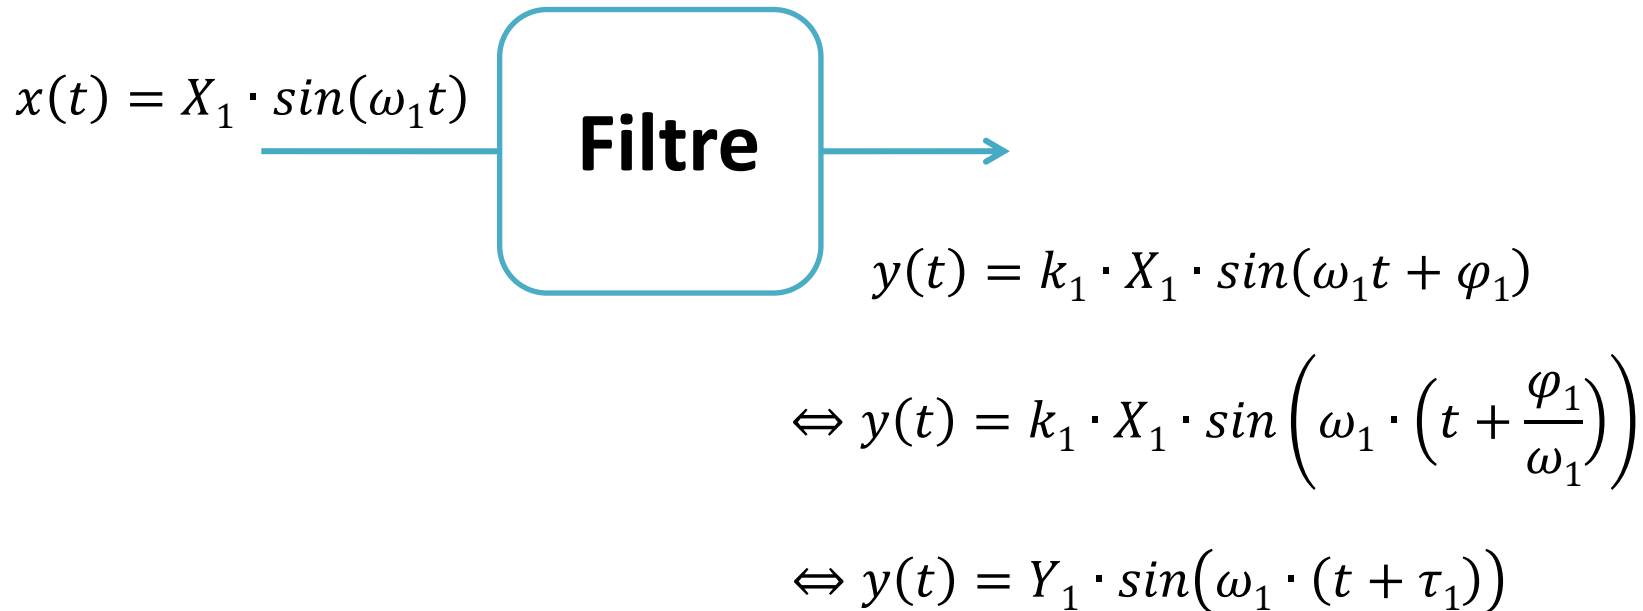 x(t) = X₁ · sin(ω₁t)
Filtre
y(t) = k₁ · X₁ · sin(ω₁t + φ₁)
⇔ y(t) = k₁ · X₁ · sin(ω₁ · (t + φ₁/ω₁))
⇔ y(t) = Y₁ · sin(ω₁ · (t + τ₁))